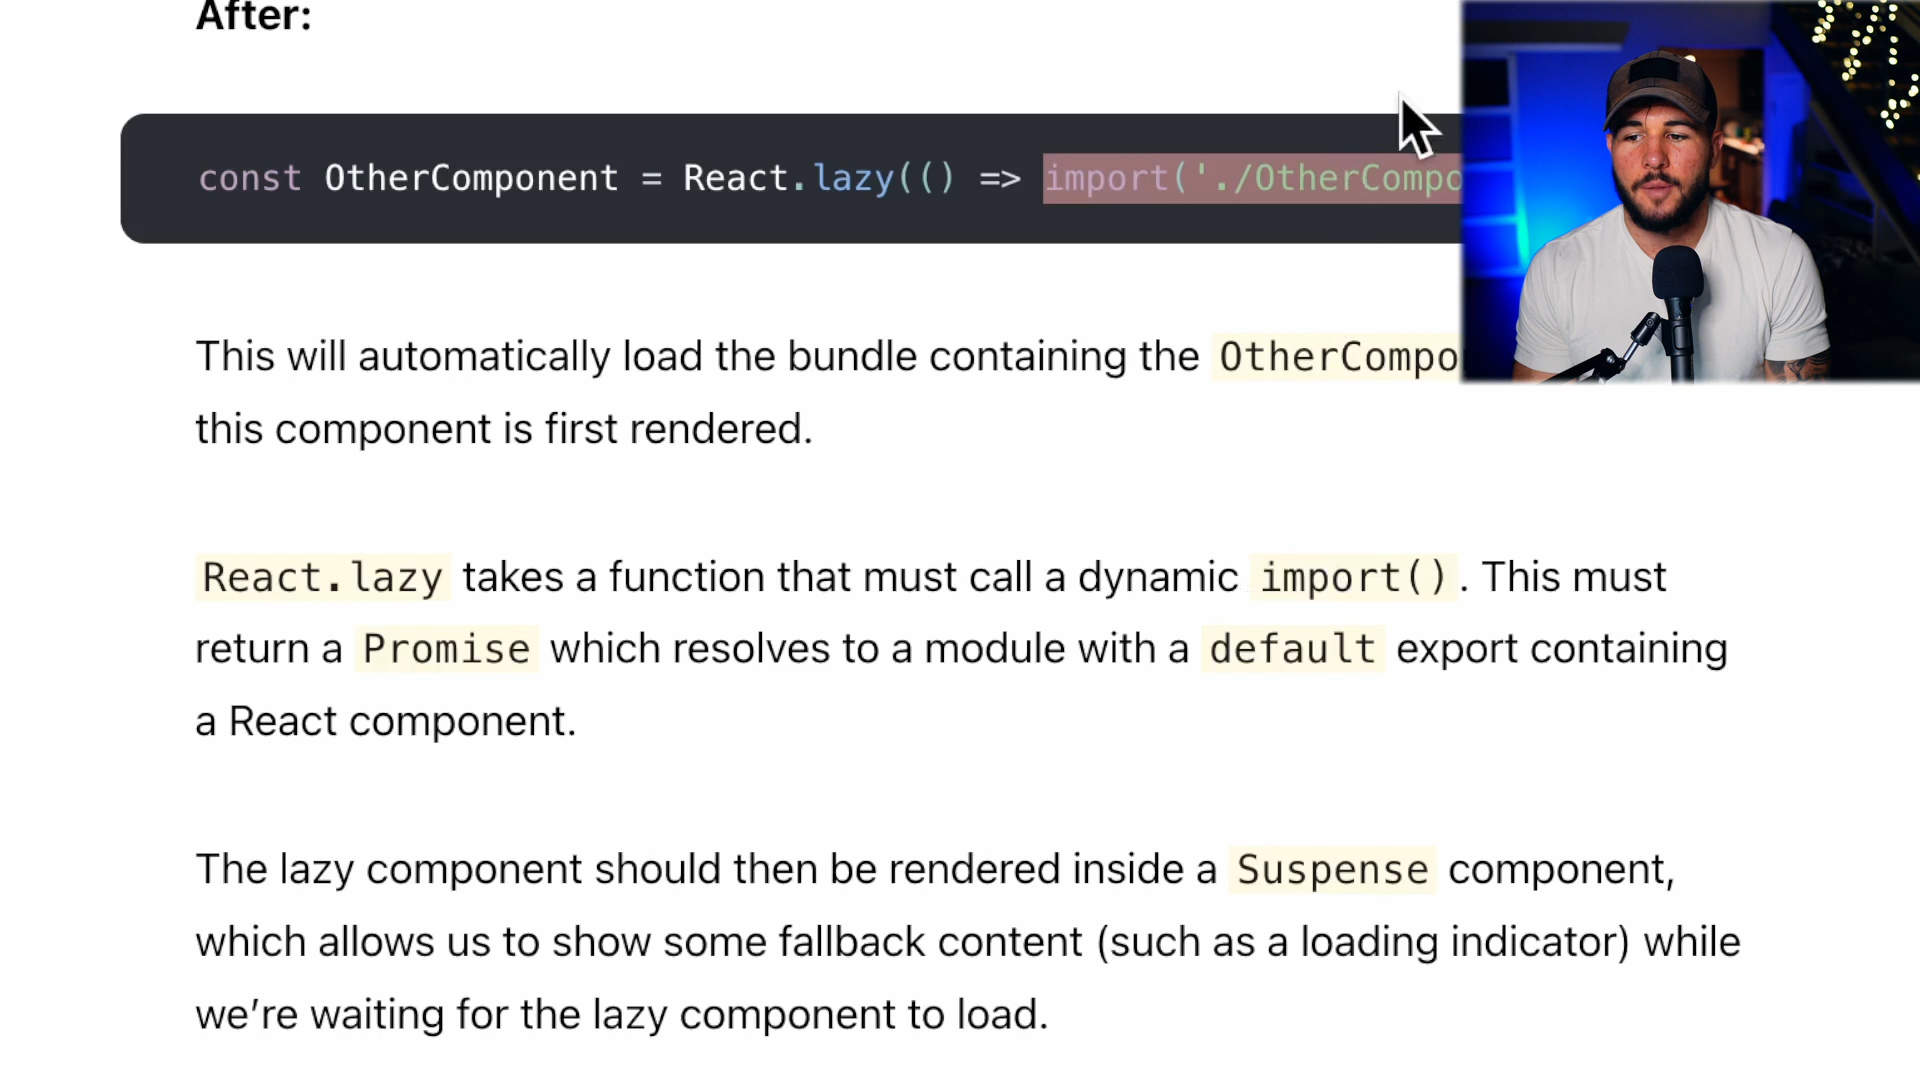 After:
const OtherComponent = React.lazy(() => import('./OtherCompo
This will automatically load the bundle containing the OtherCompo
this component is first rendered.
React.lazy takes a function that must call a dynamic import(). This must
return a Promise which resolves to a module with a default export containing
a React component.
The lazy component should then be rendered inside a Suspense component,
which allows us to show some fallback content (such as a loading indicator) while
we’re waiting for the lazy component to load.